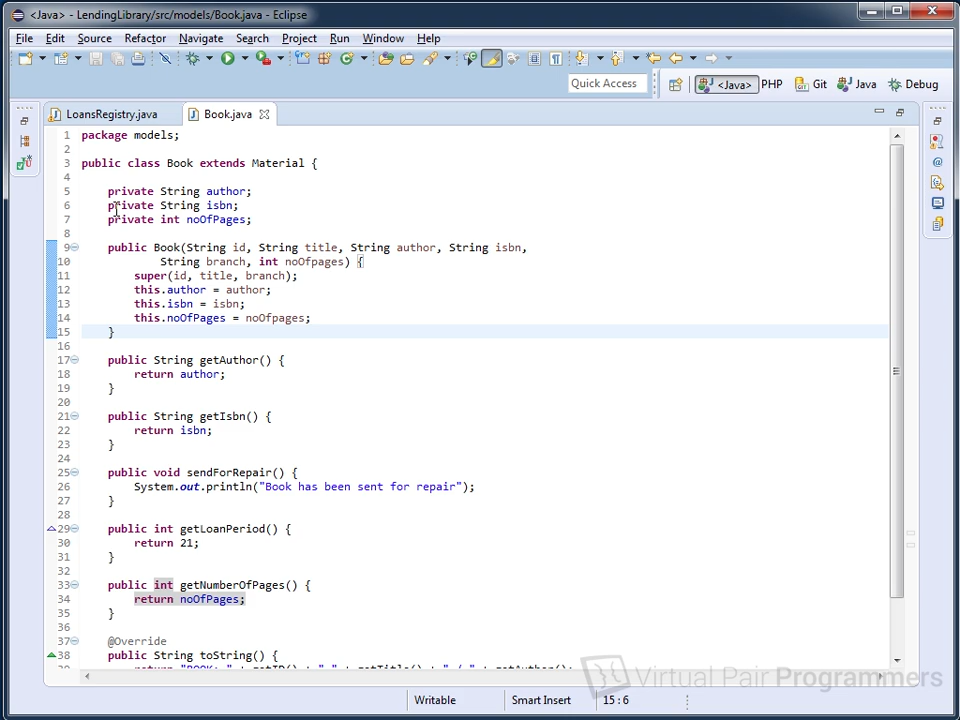 <Java> - LendingLibrary/src/models/Book.java - Eclipse
File Edit Source Refactor Navigate Search Project Run Window Help
Quick Access <Java> PHP Git Java Debug
LoansRegistry.java Book.java
1 package models;
2
3 public class Book extends Material {
4
5 private String author;
6 private String isbn;
7 private int noOfPages;
8
9 public Book(String id, String title, String author, String isbn,
10 String branch, int noOfpages) {
11 super(id, title, branch);
12 this.author = author;
13 this.isbn = isbn;
14 this.noOfPages = noOfpages;
15 }
16
17 public String getAuthor() {
18 return author;
19 }
20
21 public String getIsbn() {
22 return isbn;
23 }
24
25 public void sendForRepair() {
26 System.out.println("Book has been sent for repair");
27 }
28
29 public int getLoanPeriod() {
30 return 21;
31 }
32
33 public int getNumberOfPages() {
34 return noOfPages;
35 }
36
37 @Override
38 public String toString() {
Virtual Pair Programmers
Writable Smart Insert 15 : 6